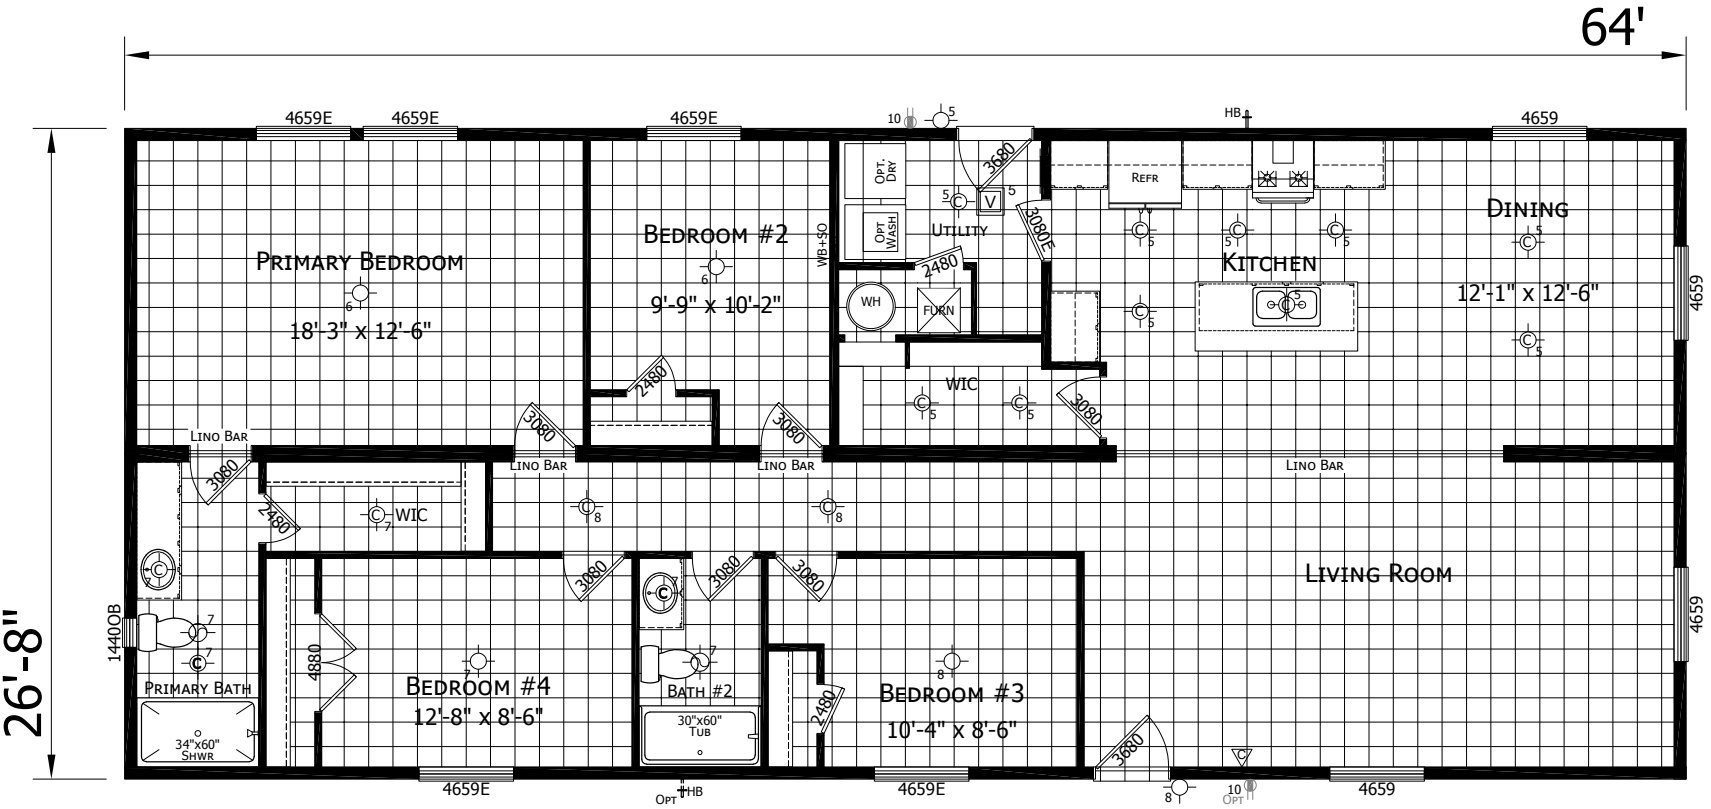 64'
4659E
4659E
4659E
10
5
HB
4659
OPT.
DRY
3680
REFR
V
5
5
C
OPT
WASH
UTILITY
3080E
C
5
C
5
C
5
DINING
C
5
BEDROOM #2
6
WB+SO
PRIMARY BEDROOM
6
2480
KITCHEN
4659
9'-9" x 10'-2"
WH
FURN
C
5
C
5
12'-1" x 12'-6"
18'-3" x 12'-6"
C
5
2480
WIC
C
5
C
5
3080
3080
3080
LINO BAR
LINO BAR
LINO BAR
LINO BAR
3080
2480
C
7
WIC
C
8
C
8
26'-8"
C
7
3080
C
7
3080
3080
LIVING ROOM
1440OB
7
C
7
4880
7
7
8
4659
PRIMARY BATH
BEDROOM #4
12'-8" x 8'-6"
BATH #2
BEDROOM #3
10'-4" x 8'-6"
2480
34"x60"
SHWR
30"x60"
TUB
3680
C
4659E
OPT
HB
4659E
8
10
OPT
4659